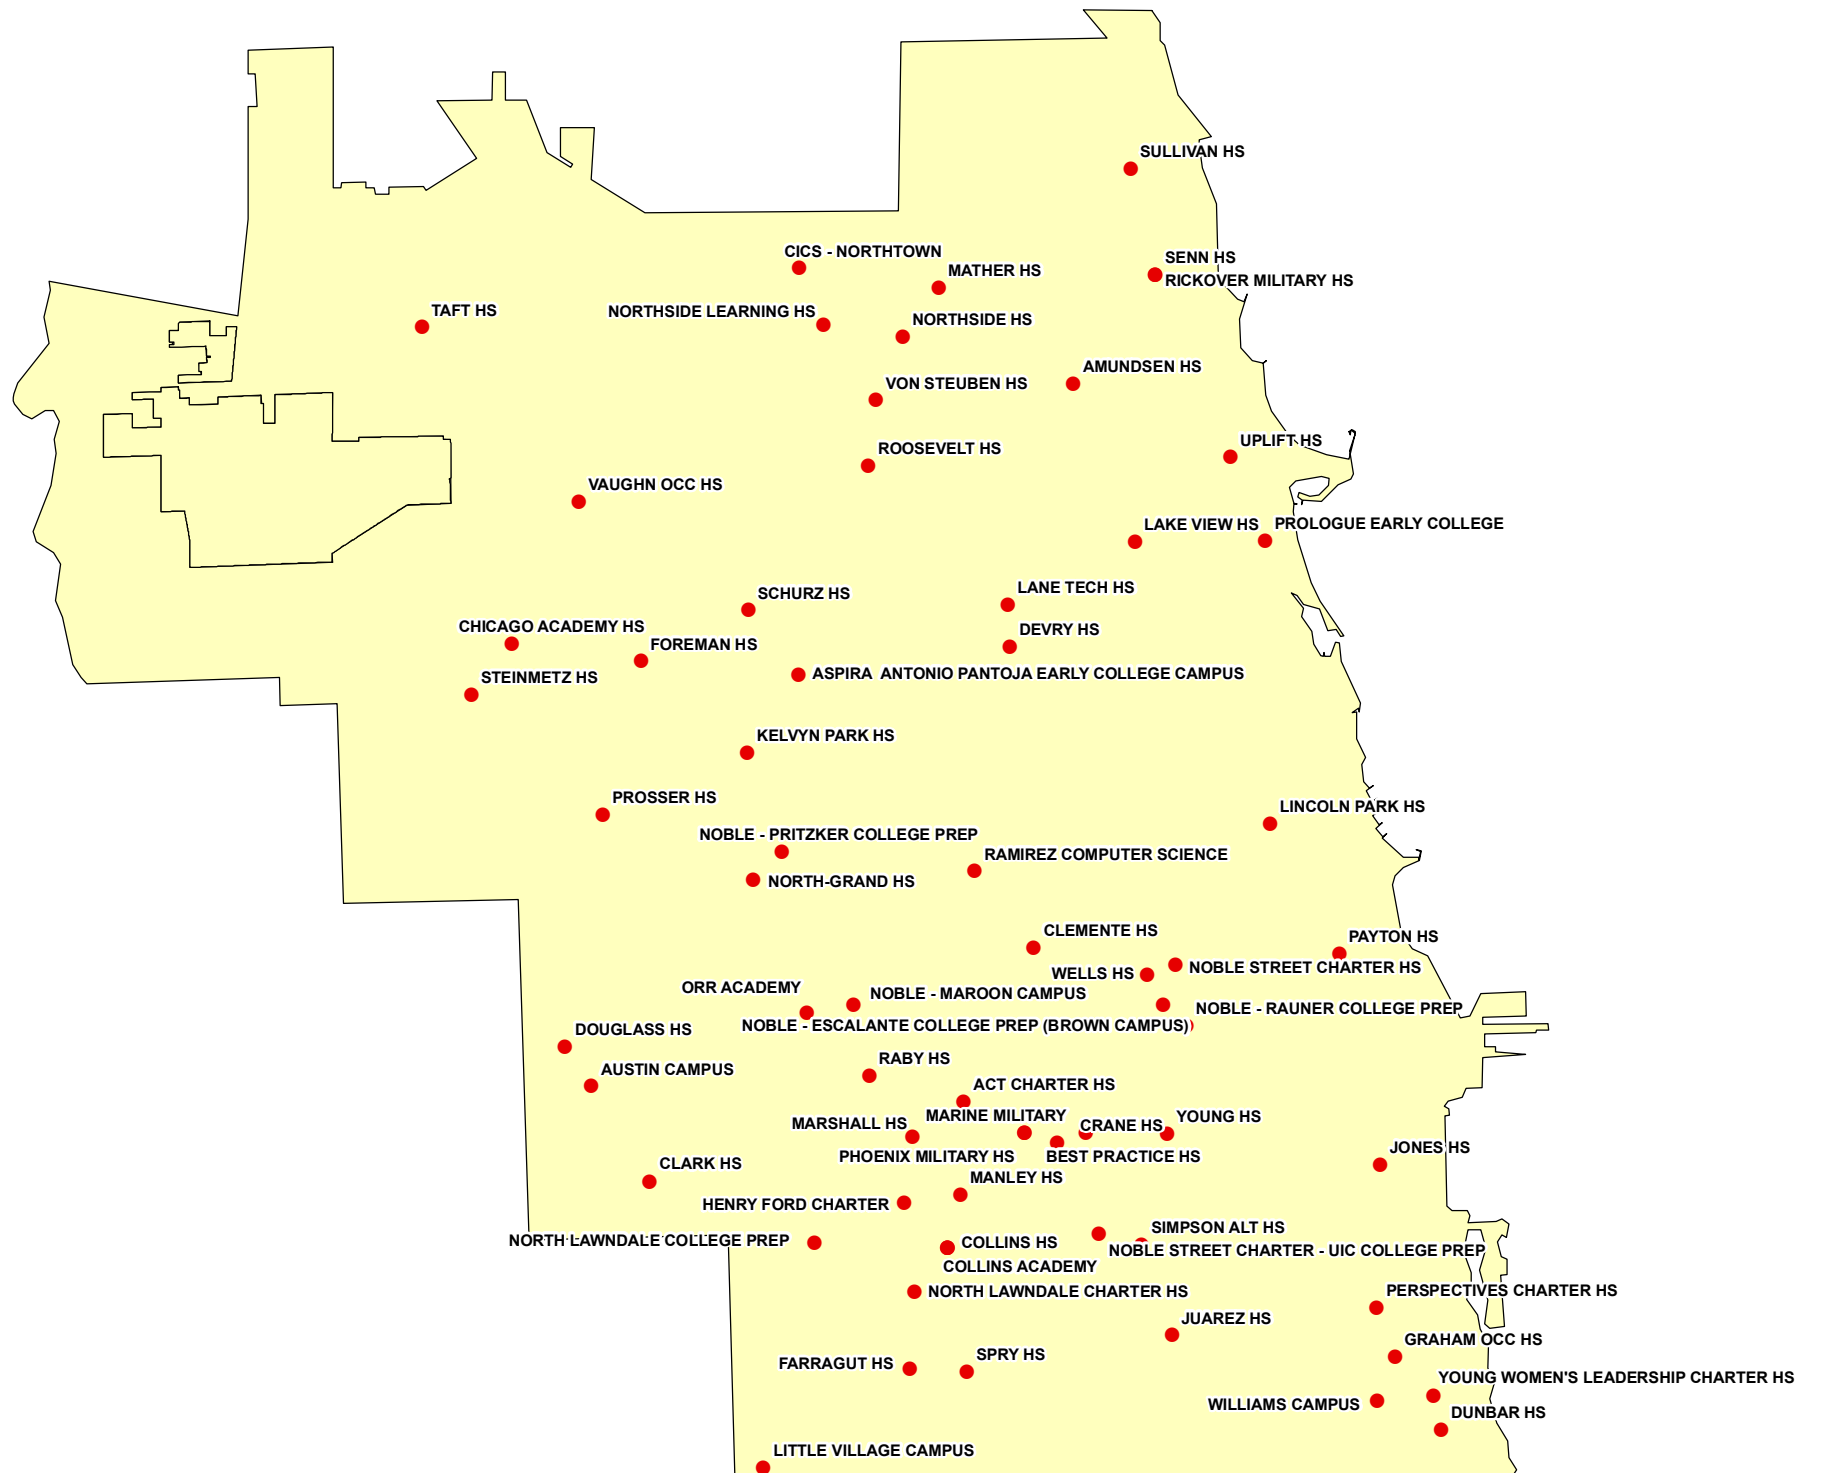 SULLIVAN HS
CICS - NORTHTOWN
SENN HS
MATHER HS
RICKOVER MILITARY HS
TAFT HS
NORTHSIDE LEARNING HS
NORTHSIDE HS
AMUNDSEN HS
VON STEUBEN HS
UPLIFT HS
ROOSEVELT HS
VAUGHN OCC HS
LAKE VIEW HS
PROLOGUE EARLY COLLEGE
LANE TECH HS
SCHURZ HS
CHICAGO ACADEMY HS
DEVRY HS
FOREMAN HS
ASPIRA  ANTONIO PANTOJA EARLY COLLEGE CAMPUS
STEINMETZ HS
KELVYN PARK HS
PROSSER HS
LINCOLN PARK HS
NOBLE - PRITZKER COLLEGE PREP
RAMIREZ COMPUTER SCIENCE
NORTH-GRAND HS
CLEMENTE HS
PAYTON HS
NOBLE STREET CHARTER HS
WELLS HS
ORR ACADEMY
NOBLE - MAROON CAMPUS
NOBLE - RAUNER COLLEGE PREP
NOBLE - ESCALANTE COLLEGE PREP (BROWN CAMPUS)
DOUGLASS HS
RABY HS
AUSTIN CAMPUS
ACT CHARTER HS
MARINE MILITARY
YOUNG HS
MARSHALL HS
CRANE HS
JONES HS
PHOENIX MILITARY HS
BEST PRACTICE HS
CLARK HS
MANLEY HS
HENRY FORD CHARTER
SIMPSON ALT HS
NORTH LAWNDALE COLLEGE PREP
COLLINS HS
NOBLE STREET CHARTER - UIC COLLEGE PREP
COLLINS ACADEMY
NORTH LAWNDALE CHARTER HS
PERSPECTIVES CHARTER HS
JUAREZ HS
GRAHAM OCC HS
SPRY HS
FARRAGUT HS
YOUNG WOMEN'S LEADERSHIP CHARTER HS
WILLIAMS CAMPUS
DUNBAR HS
LITTLE VILLAGE CAMPUS